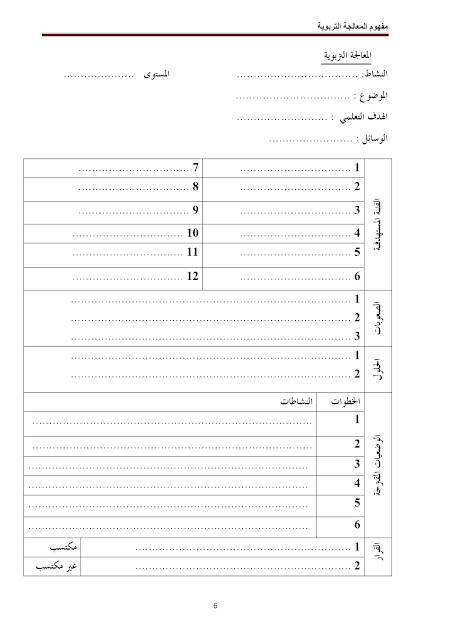 مفهوم المعالجة التربوية
المعالجة التربوية
النشاط: .................................... المستوى .....................
الموضوع : ..................................
الهدف التعلمي : ...........................
الوسائل : .........................
الفئة المستهدفة
1 ................................. 7 .................................
2 ................................. 8 .................................
3 ................................. 9 .................................
4 ................................. 10 .................................
5 ................................. 11 .................................
6 ................................. 12 .................................
الصعوبات
1 ...................................................................................
2 ...................................................................................
3 ...................................................................................
الحلول
1 ...................................................................................
2 ...................................................................................
الوضعيات المقترحة
الخطوات النشاطات
1 ...................................................................................
2 ...................................................................................
3 ...................................................................................
4 ...................................................................................
5 ...................................................................................
6 ...................................................................................
القرار
1 ................................................................ مكتسب
2 ................................................................ غير مكتسب
6